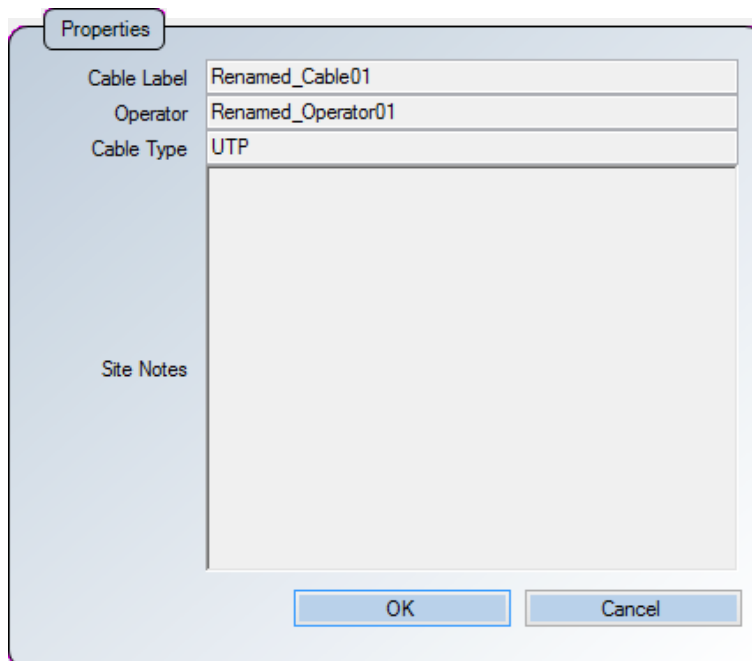 Properties
Cable Label Renamed_Cable01
Operator Renamed_Operator01
Cable Type UTP
Site Notes
OK Cancel